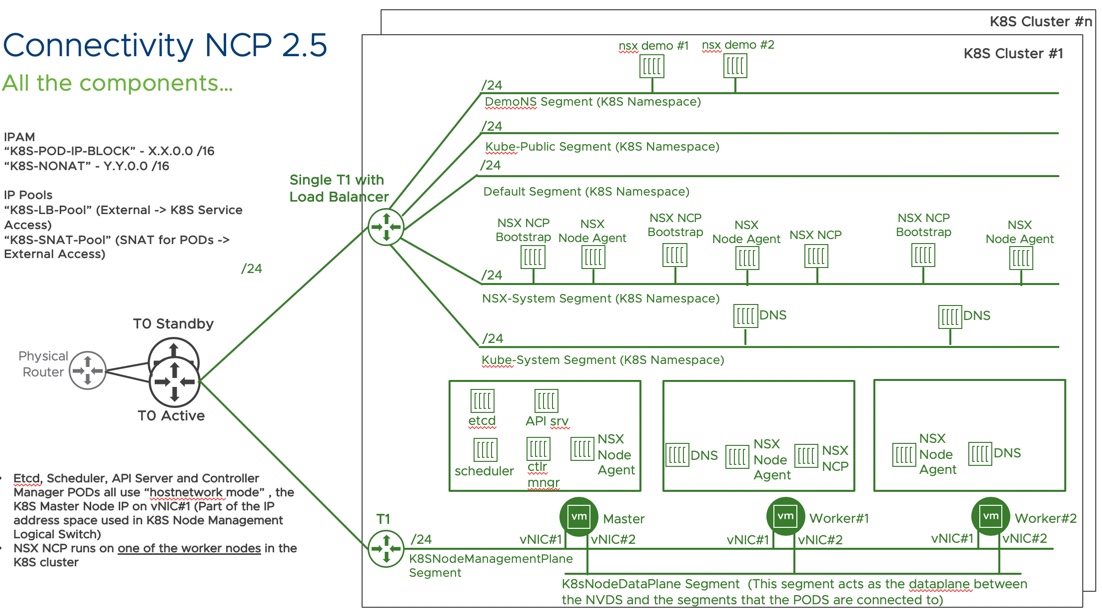 Connectivity NCP 2.5
All the components...
IPAM
“K8S-POD-IP-BLOCK” - X.X.0.0 /16
“K8S-NONAT” - Y.Y.0.0 /16
IP Pools
“K8S-LB-Pool” (External -> K8S Service
Access)
“K8S-SNAT-Pool” (SNAT for PODs ->
External Access)
/24
Physical
Router
T0 Standby
T0 Active
Etcd, Scheduler, API Server and Controller
Manager PODs all use “hostnetwork mode” , the
K8S Master Node IP on vNIC#1 (Part of the IP
address space used in K8S Node Management
Logical Switch)
NSX NCP runs on one of the worker nodes in the
K8S cluster
Single T1 with
Load Balancer
K8S Cluster #n
K8S Cluster #1
nsx demo #1
nsx demo #2
/24
DemoNS Segment (K8S Namespace)
/24
Kube-Public Segment (K8S Namespace)
/24
Default Segment (K8S Namespace)
NSX NCP
Bootstrap
NSX
Node Agent
NSX NCP
Bootstrap
NSX
Node Agent
NSX NCP
NSX NCP
Bootstrap
NSX
Node Agent
/24
NSX-System Segment (K8S Namespace)
DNS
DNS
/24
Kube-System Segment (K8S Namespace)
etcd
API srv
scheduler
ctlr
mngr
NSX
Node
Agent
DNS
NSX
Node
Agent
NSX
NCP
NSX
Node
Agent
DNS
vm
Master
vm
Worker#1
vm
Worker#2
T1
/24
vNIC#1
vNIC#2
vNIC#1
vNIC#2
vNIC#1
vNIC#2
K8SNodeManagementPlane
Segment
K8sNodeDataPlane Segment (This segment acts as the dataplane between
the NVDS and the segments that the PODS are connected to)